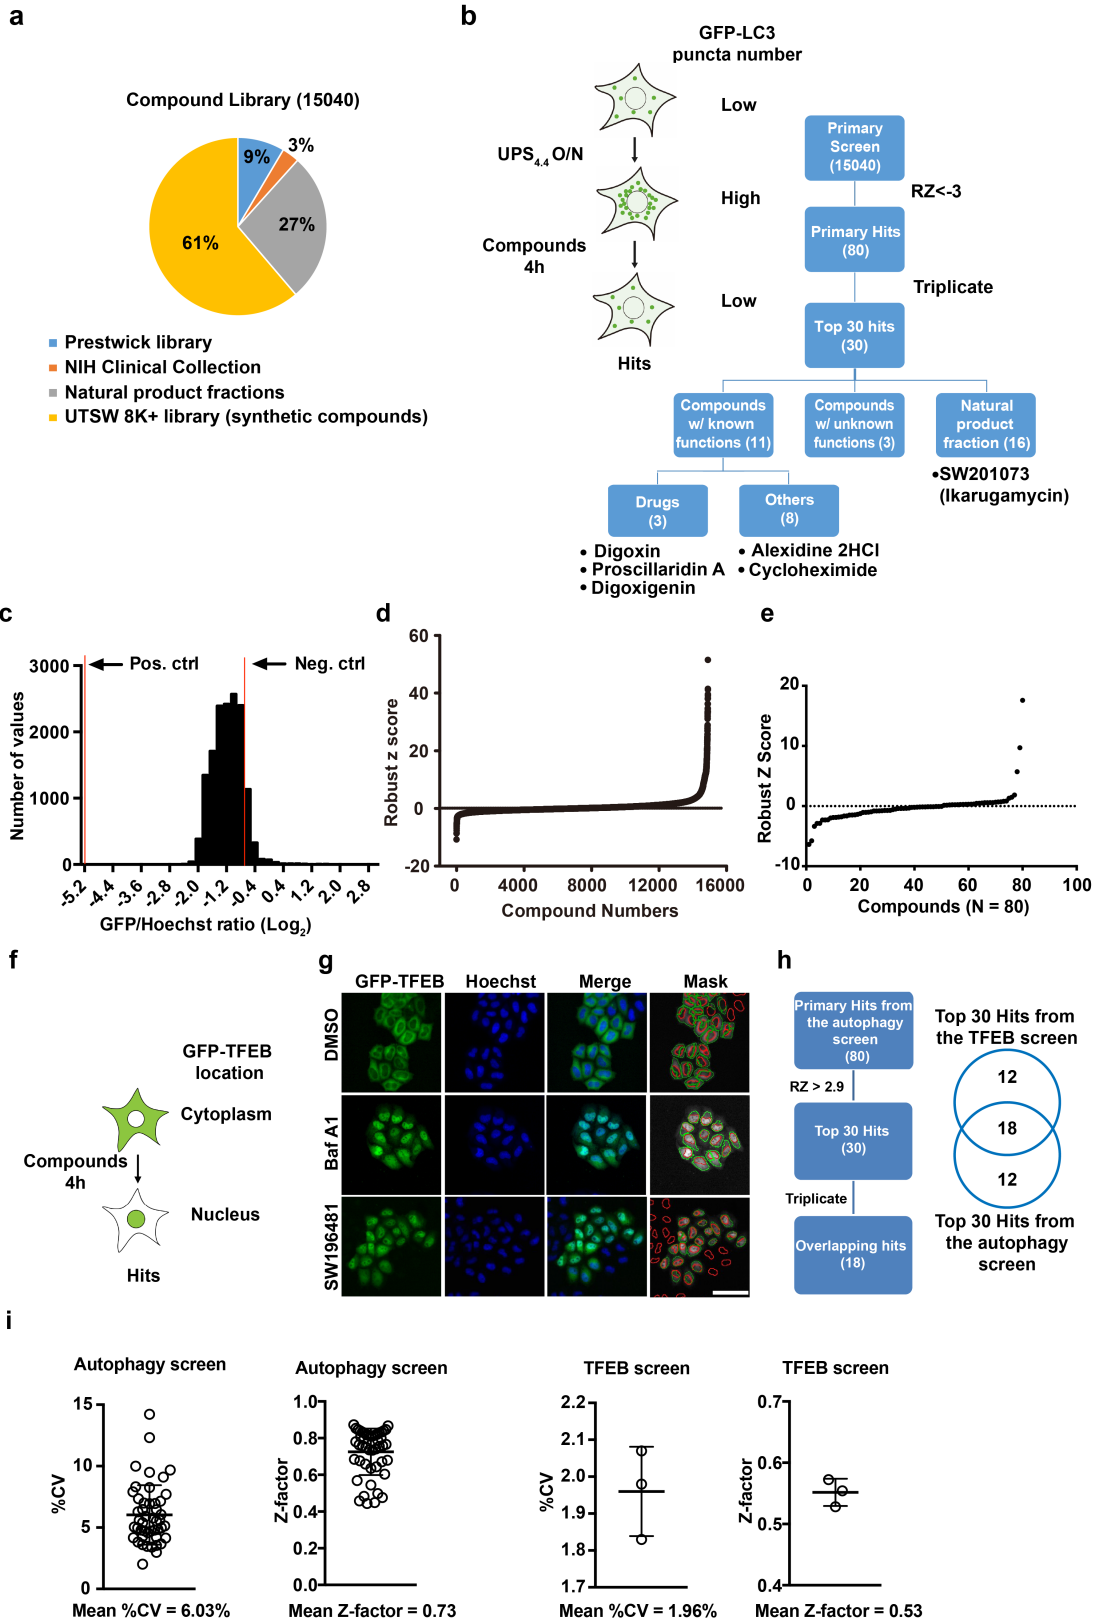 a
Compound Library (15040)
9%
3%
27%
61%
Prestwick library
NIH Clinical Collection
Natural product fractions
UTSW 8K+ library (synthetic compounds)
b
GFP-LC3
puncta number
Low
UPS4.4 O/N
High
Compounds
4h
Low
Hits
Primary
Screen
(15040)
RZ<-3
Primary Hits
(80)
Triplicate
Top 30 hits
(30)
Compounds
w/ known
functions (11)
Compounds
w/ unknown
functions (3)
Natural
product
fraction (16)
•SW201073
(Ikarugamycin)
Drugs
(3)
Others
(8)
• Digoxin
• Proscillaridin A
• Digoxigenin
• Alexidine 2HCl
• Cycloheximide
c
Pos. ctrl
Neg. ctrl
Number of values
3000
2000
1000
0
-5.2 -4.4 -3.6 -2.8 -2.0 -1.2 -0.4 0.4 1.2 2.0 2.8
GFP/Hoechst ratio (Log2)
d
Robust z score
60
40
20
0
-20
0 4000 8000 12000 16000
Compound Numbers
e
Robust Z Score
20
10
0
-10
0 20 40 60 80 100
Compounds (N = 80)
f
GFP-TFEB
location
Cytoplasm
Compounds
4h
Nucleus
Hits
g
GFP-TFEB Hoechst Merge Mask
DMSO
Baf A1
SW196481
h
Primary Hits from
the autophagy
screen
(80)
RZ > 2.9
Top 30 Hits
(30)
Triplicate
Overlapping hits
(18)
Top 30 Hits from
the TFEB screen
12
18
12
Top 30 Hits from
the autophagy
screen
i
Autophagy screen
%CV
15
10
5
0
Mean %CV = 6.03%
Autophagy screen
Z-factor
1.0
0.8
0.6
0.4
0.2
0.0
Mean Z-factor = 0.73
TFEB screen
%CV
2.2
2.1
2.0
1.9
1.8
1.7
Mean %CV = 1.96%
TFEB screen
Z-factor
0.7
0.6
0.5
0.4
Mean Z-factor = 0.53